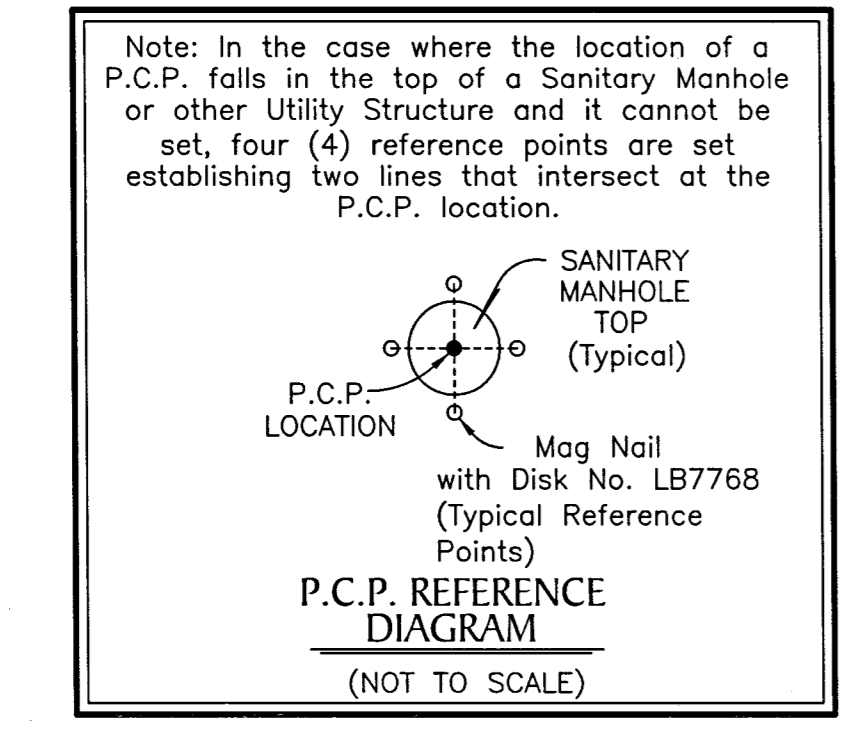 Note: In the case where the location of a
P.C.P. falls in the top of a Sanitary Manhole
or other Utility Structure and it cannot be
set, four (4) reference points are set
establishing two lines that intersect at the
P.C.P. location.
SANITARY
MANHOLE
TOP
(Typical)
P.C.P.
LOCATION
Mag Nail
with Disk No. LB7768
(Typical Reference
Points)
P.C.P. REFERENCE
DIAGRAM
(NOT TO SCALE)